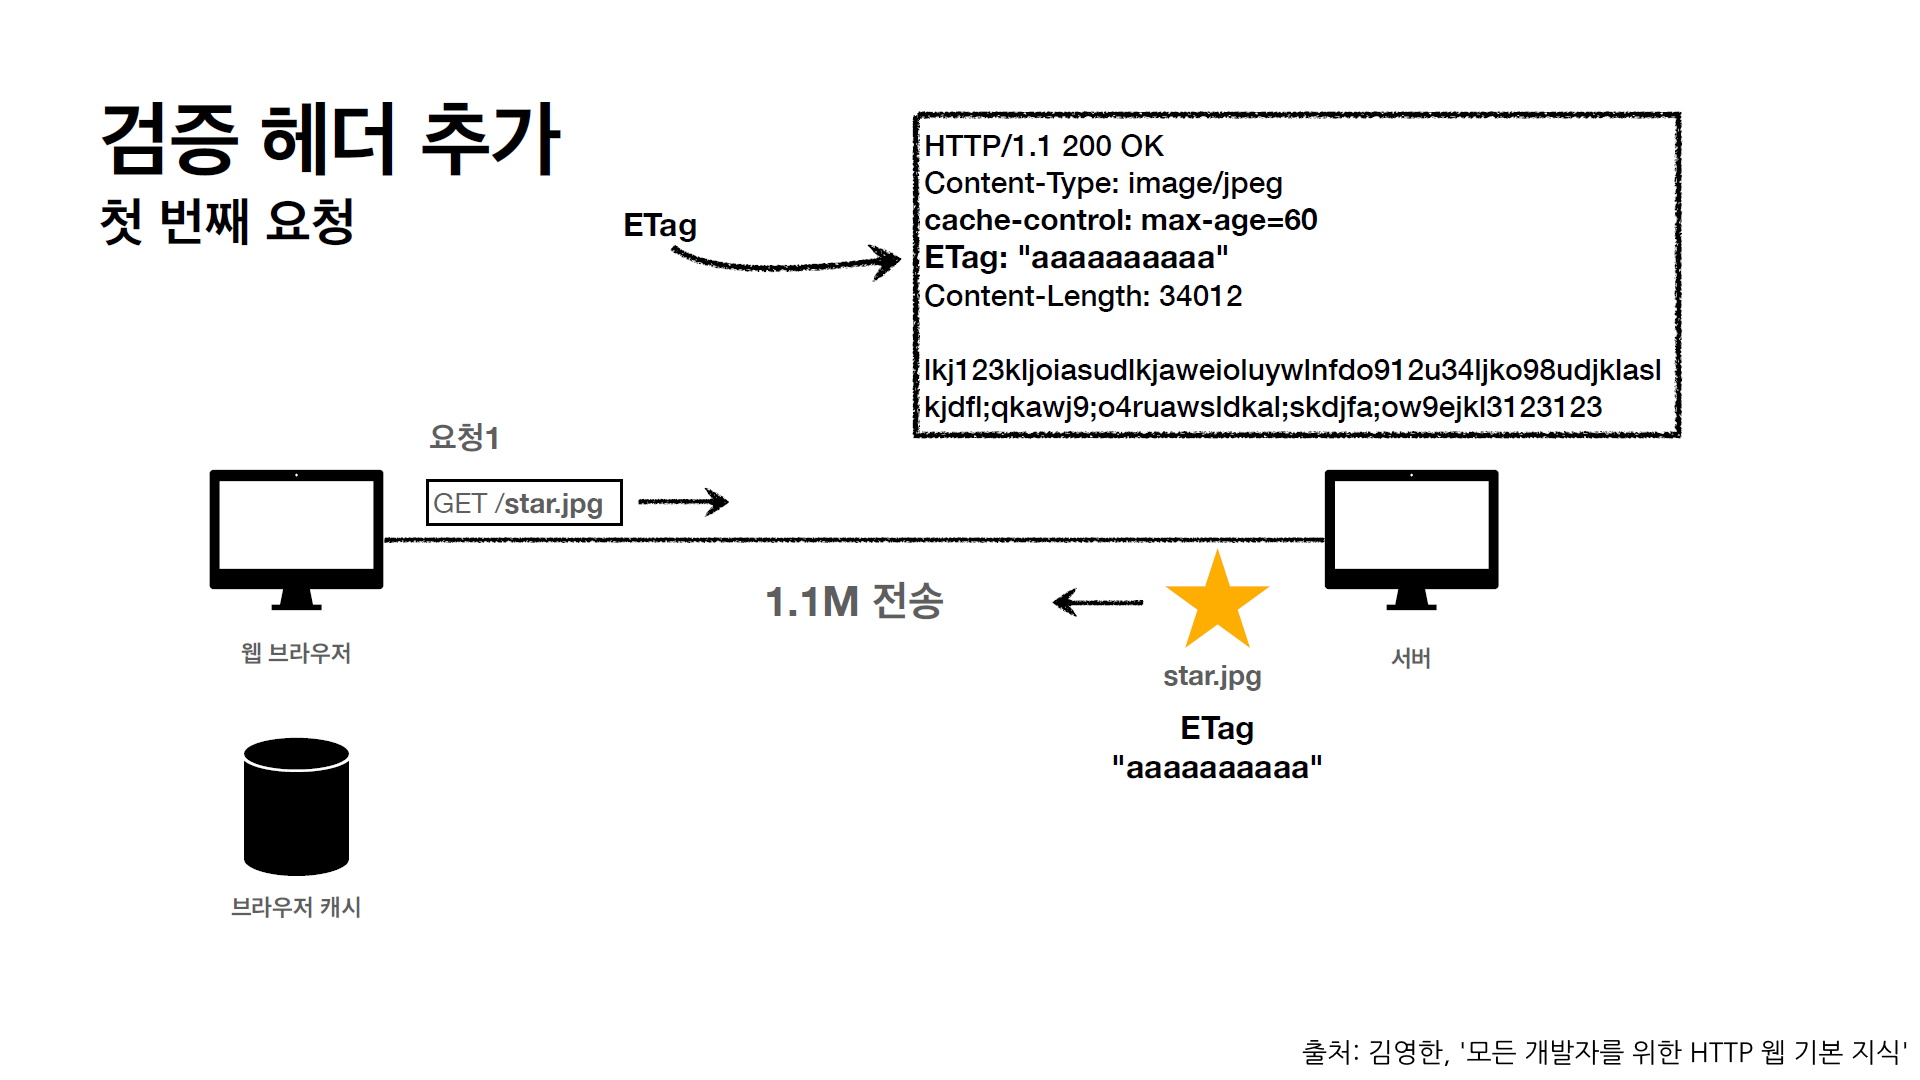 검증 헤더 추가
첫 번째 요청
ETag
HTTP/1.1 200 OK
Content-Type: image/jpeg
cache-control: max-age=60
ETag: "aaaaaaaaaa"
Content-Length: 34012
lkj123kljoiasudlkjaweioluywlnfdo912u34ljko98udjklasl
kjdfl;qkawj9;o4ruawsldkal;skdjfa;ow9ejkl3123123
요청1
GET /star.jpg
1.1M 전송
star.jpg
ETag
"aaaaaaaaaa"
웹 브라우저
서버
브라우저 캐시
출처: 김영한, '모든 개발자를 위한 HTTP 웹 기본 지식'